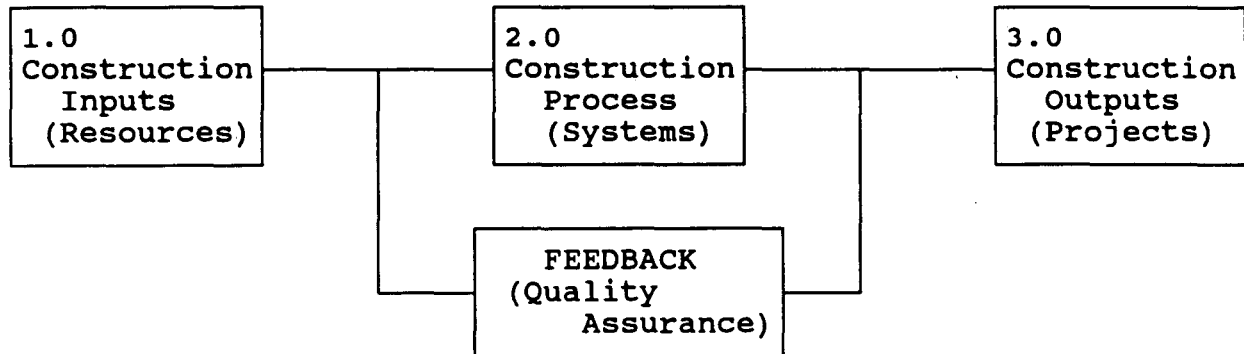 1.0
Construction
Inputs
(Resources)
2.0
Construction
Process
(Systems)
3.0
Construction
Outputs
(Projects)
FEEDBACK
(Quality
Assurance)